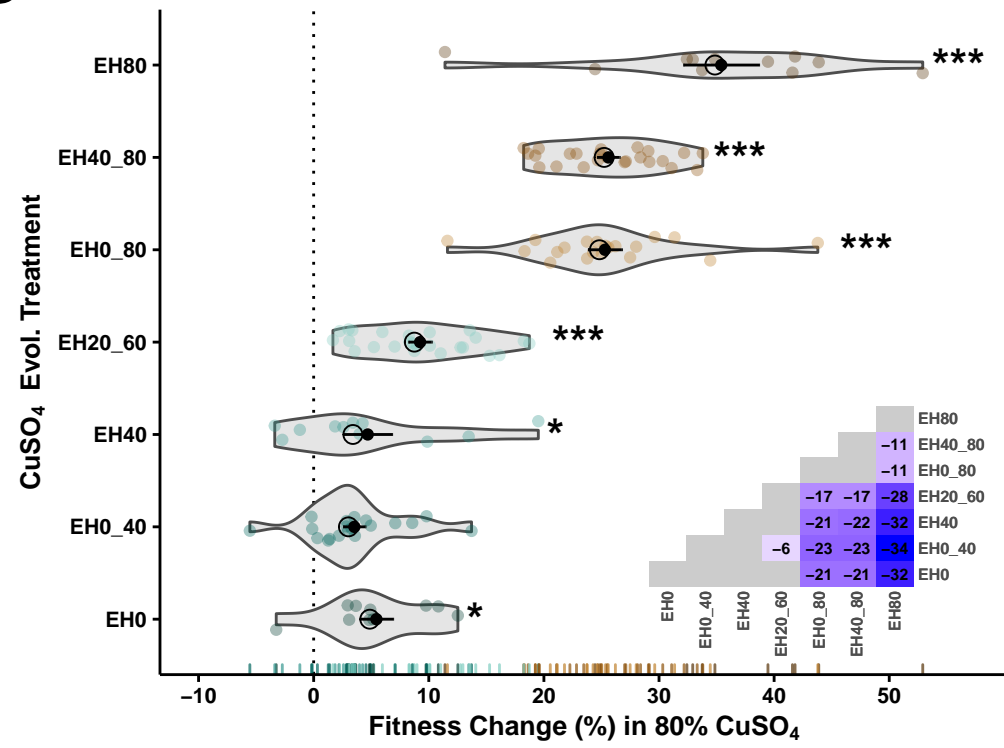 EH80
***
EH40_80
***
EH0_80
***
EH20_60
***
EH40
*
EH0_40
EH0
*
CuSO₄ Evol. Treatment
−10 0 10 20 30 40 50
Fitness Change (%) in 80% CuSO₄
EH80
−11 EH40_80
−11 EH0_80
−17 −17 −28 EH20_60
−21 −22 −32 EH40
−6 −23 −23 −34 EH0_40
−21 −21 −32 EH0
EH0 EH0_40 EH40 EH20_60 EH0_80 EH40_80 EH80